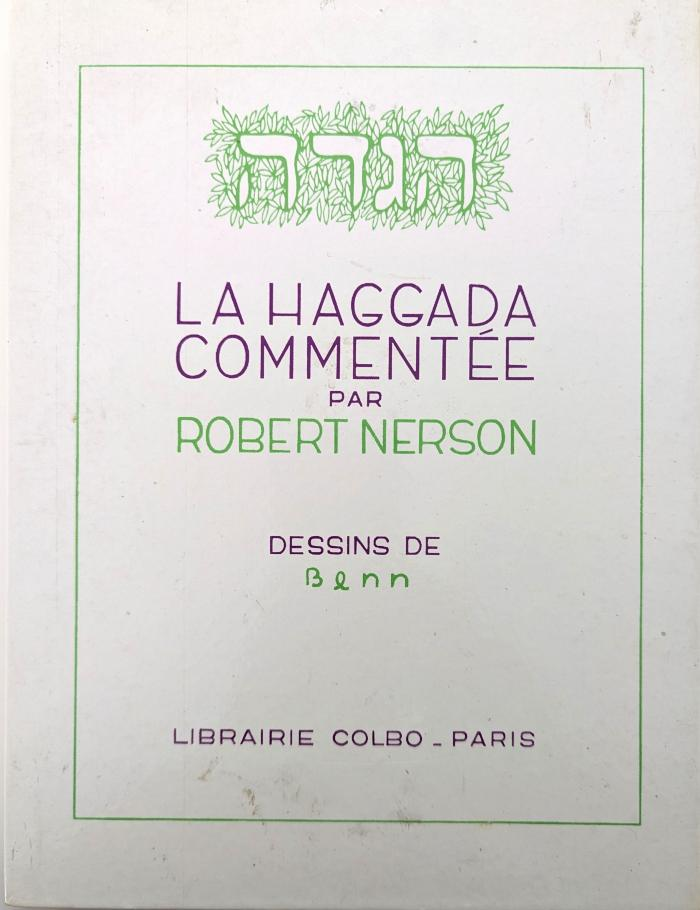 הגדה
LA HAGGADA
COMMENTÉE
PAR
ROBERT NERSON
DESSINS DE
Benn
LIBRAIRIE COLBO - PARIS